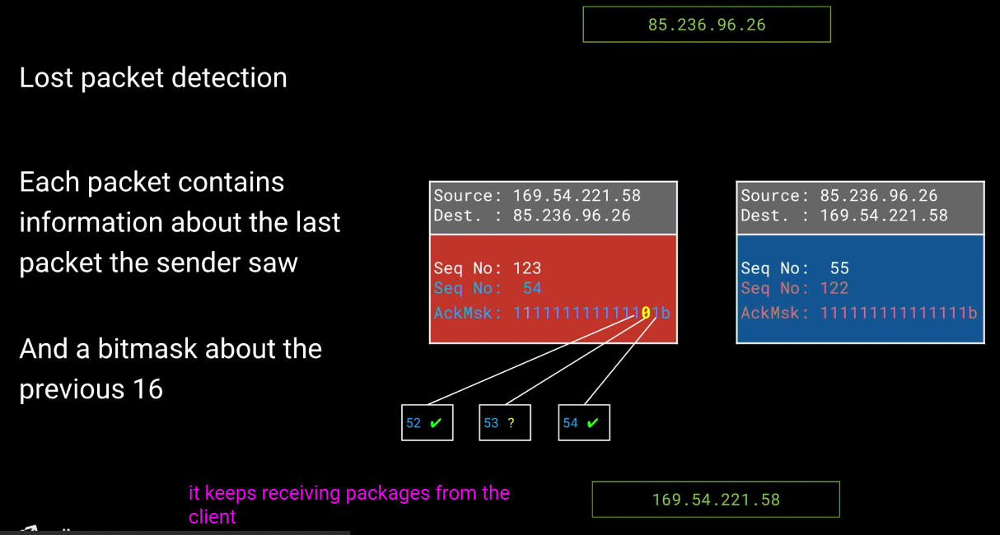 85.236.96.26
Lost packet detection
Each packet contains
information about the last
packet the sender saw
And a bitmask about the
previous 16
Source: 169.54.221.58
Dest. : 85.236.96.26
Seq No: 123
Seq No: 54
AckMsk: 1111111111111101b
Source: 85.236.96.26
Dest. : 169.54.221.58
Seq No: 55
Seq No: 122
AckMsk: 1111111111111111b
52 ✔
53 ?
54 ✔
it keeps receiving packages from the
client
169.54.221.58